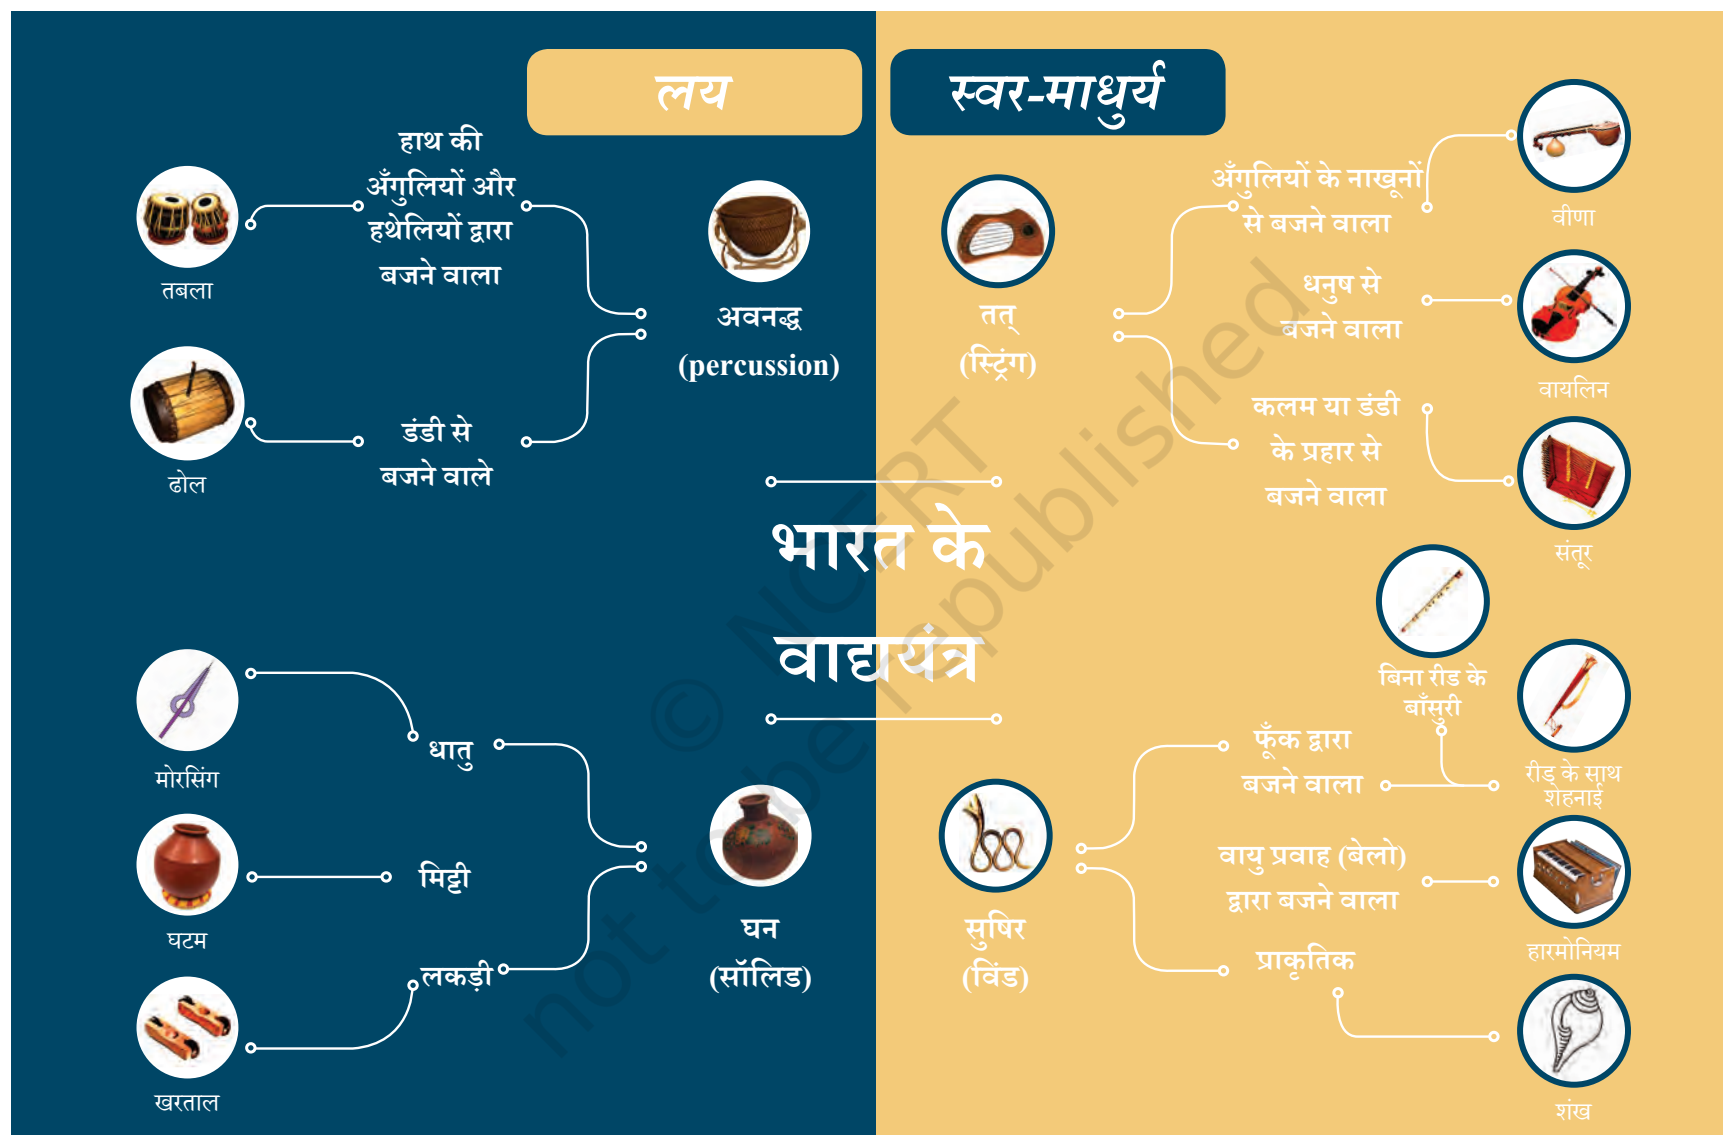 लय
हाथ की
अँगुलियों और
हथेलियों द्वारा
बजने वाला
तबला
अवनद्ध
(percussion)
डंडी से
बजने वाले
ढोल
स्वर-माधुर्य
तत्
(स्ट्रिंग)
अँगुलियों के नाखूनों
से बजने वाला
वीणा
धनुष से
बजने वाला
वायलिन
कलम या डंडी
के प्रहार से
बजने वाला
संतूर
भारत के
वाद्ययंत्र
मोरसिंग
धातु
घटम
मिट्टी
खरताल
लकड़ी
घन
(सॉलिड)
सुषिर
(विंड)
फूँक द्वारा
बजने वाला
बिना रीड के
बाँसुरी
रीड के साथ
शेहनाई
वायु प्रवाह (बेलो)
द्वारा बजने वाला
हारमोनियम
प्राकृतिक
शंख
© NCERT
not to be republished